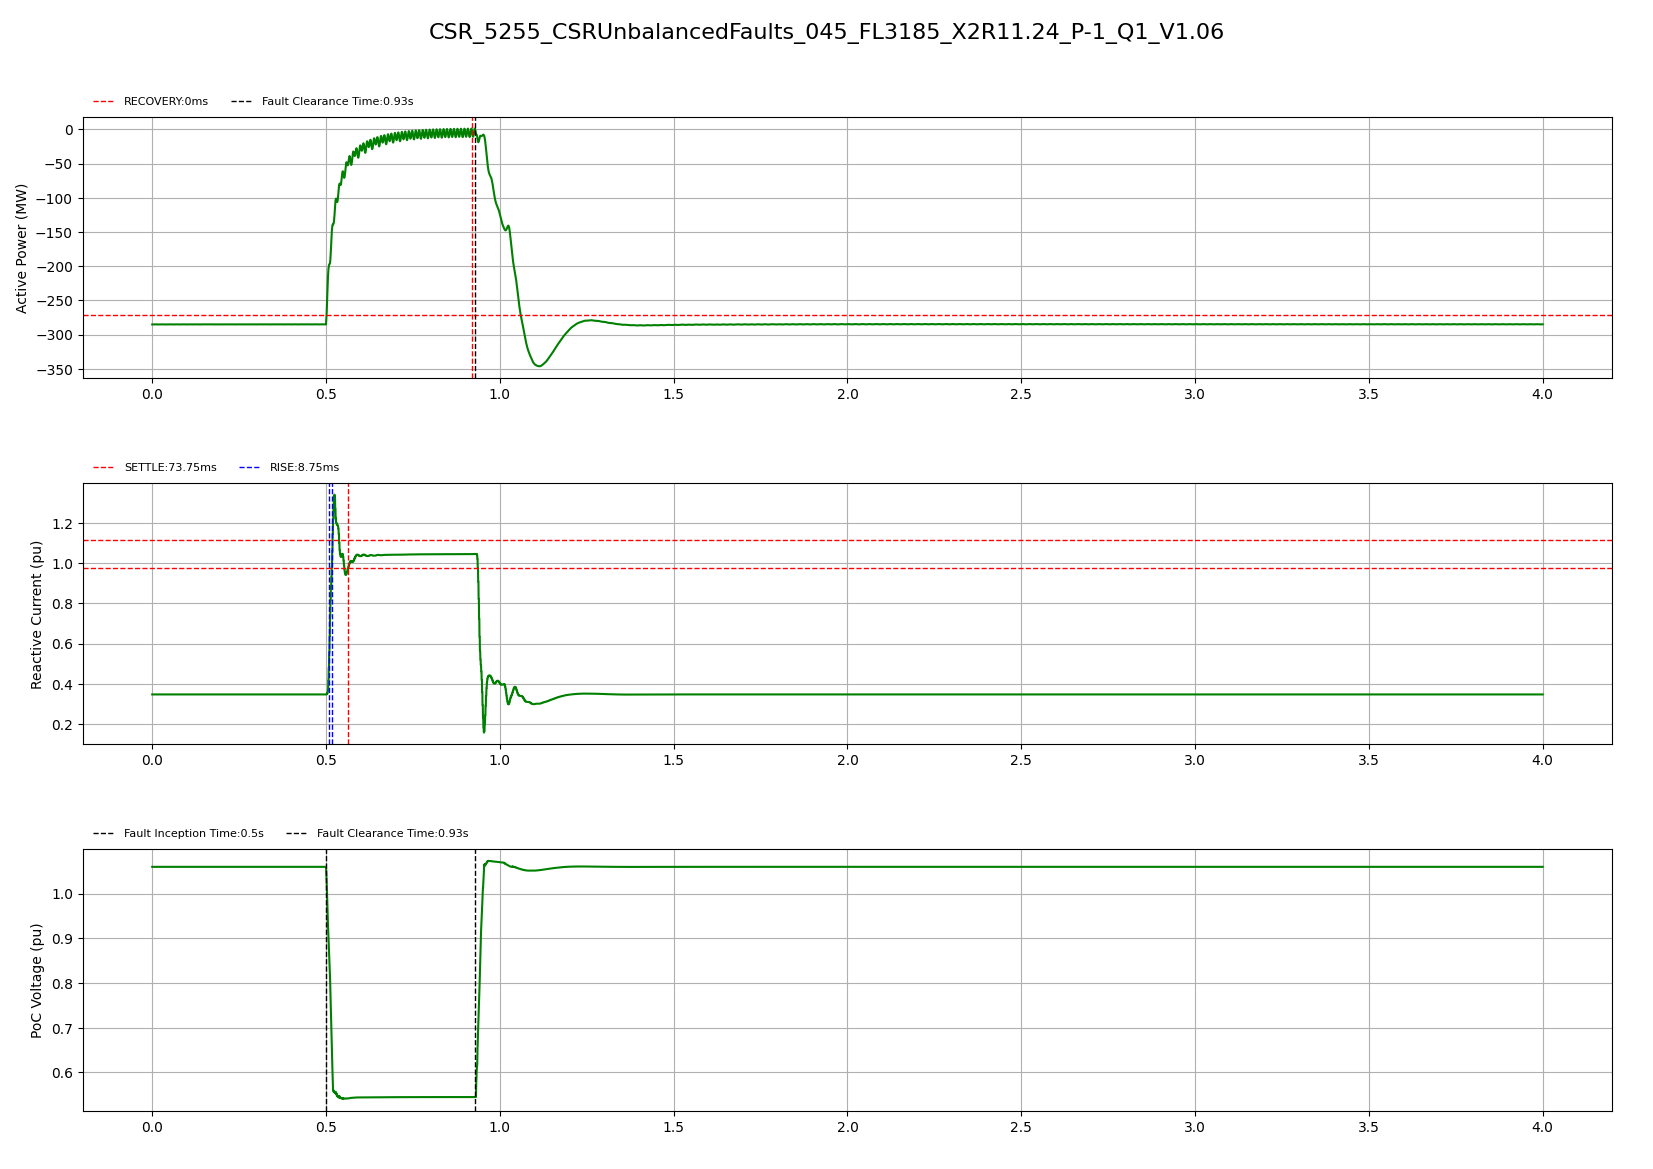 CSR_5255_CSRUnbalancedFaults_045_FL3185_X2R11.24_P-1_Q1_V1.06
RECOVERY:0ms Fault Clearance Time:0.93s
Active Power (MW)
0
−50
−100
−150
−200
−250
−300
−350
0.0 0.5 1.0 1.5 2.0 2.5 3.0 3.5 4.0
SETTLE:73.75ms RISE:8.75ms
Reactive Current (pu)
1.2
1.0
0.8
0.6
0.4
0.2
0.0 0.5 1.0 1.5 2.0 2.5 3.0 3.5 4.0
Fault Inception Time:0.5s Fault Clearance Time:0.93s
PoC Voltage (pu)
1.0
0.9
0.8
0.7
0.6
0.0 0.5 1.0 1.5 2.0 2.5 3.0 3.5 4.0